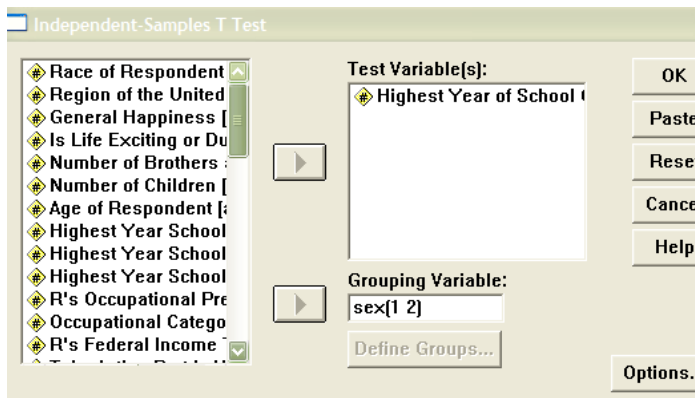 Independent-Samples T Test
Race of Respondent
Region of the United
General Happiness [
Is Life Exciting or Du
Number of Brothers
Number of Children [
Age of Respondent [a
Highest Year School
Highest Year School
Highest Year School
R's Occupational Pre
Occupational Catego
R's Federal Income
Test Variable(s):
Highest Year of School
Grouping Variable:
sex(1 2)
Define Groups...
OK
Paste
Rese
Cance
Help
Options.